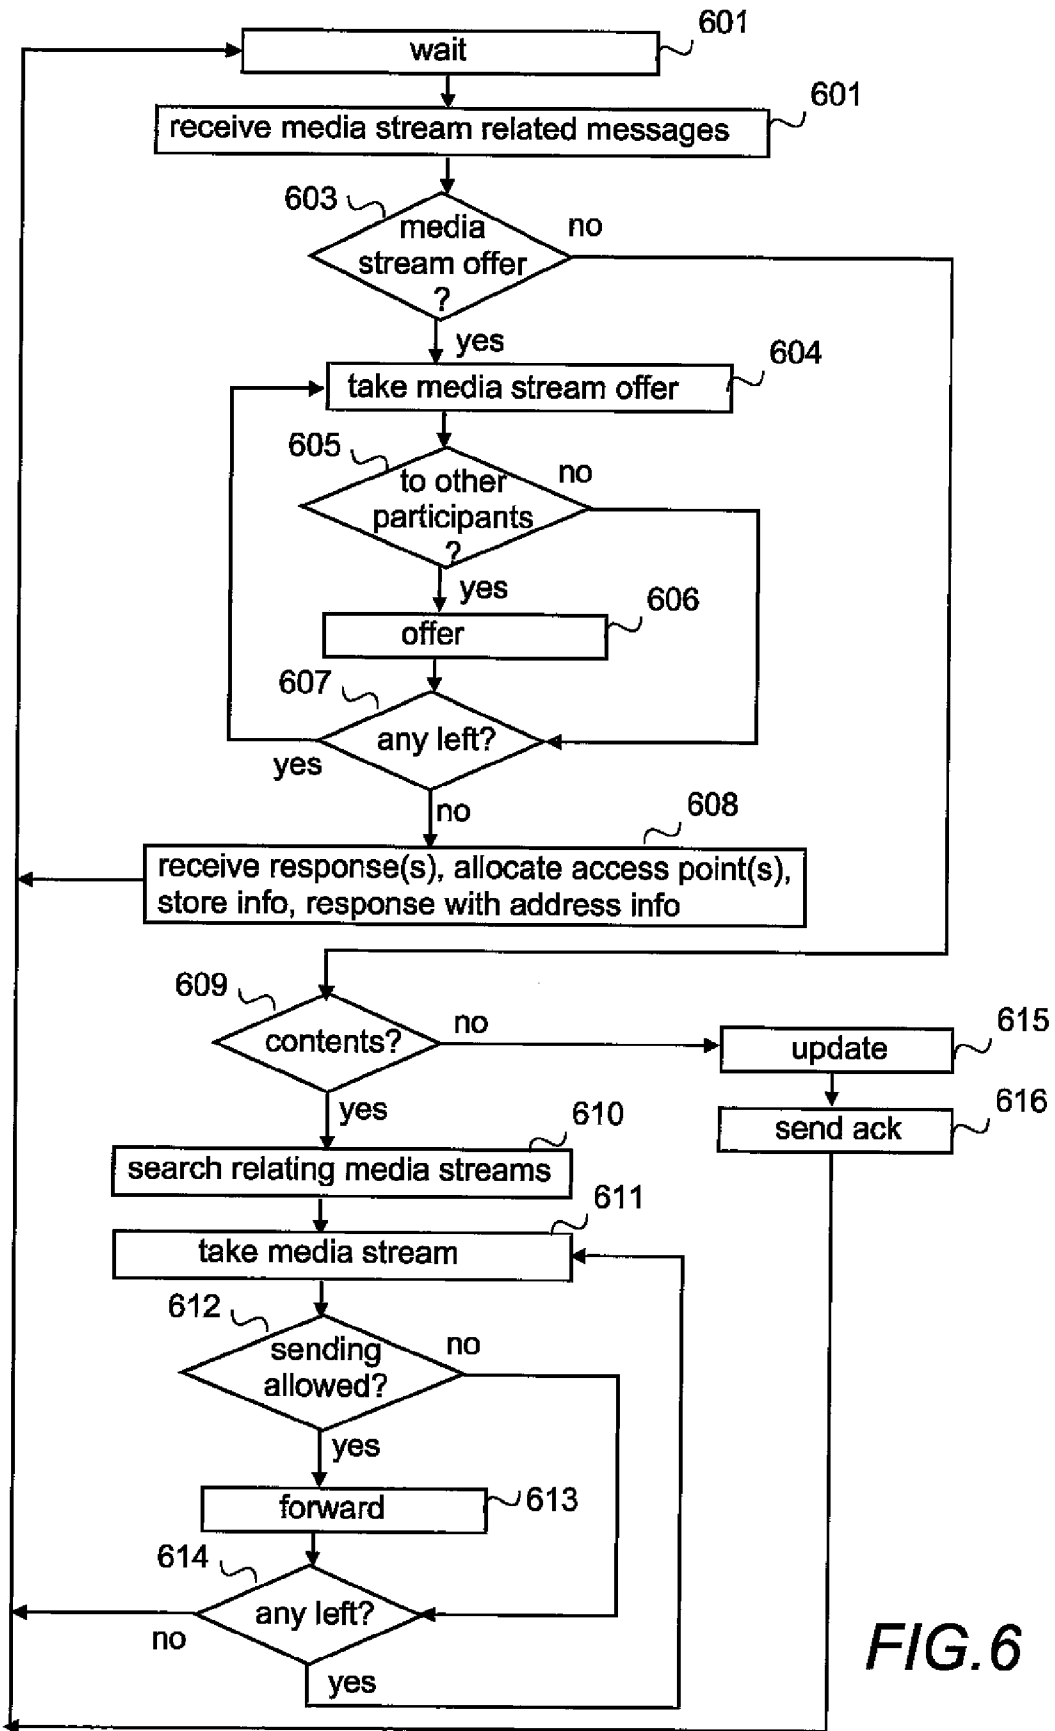 601
wait
601
receive media stream related messages
603
no
media
stream offer
?
yes
604
take media stream offer
605
no
to other
participants
?
yes
606
offer
607
any left?
yes
no
608
receive response(s), allocate access point(s),
store info, response with address info
609
no
contents?
615
update
yes
616
send ack
610
search relating media streams
611
take media stream
612
no
sending
allowed?
yes
613
forward
614
any left?
no
yes
FIG.6